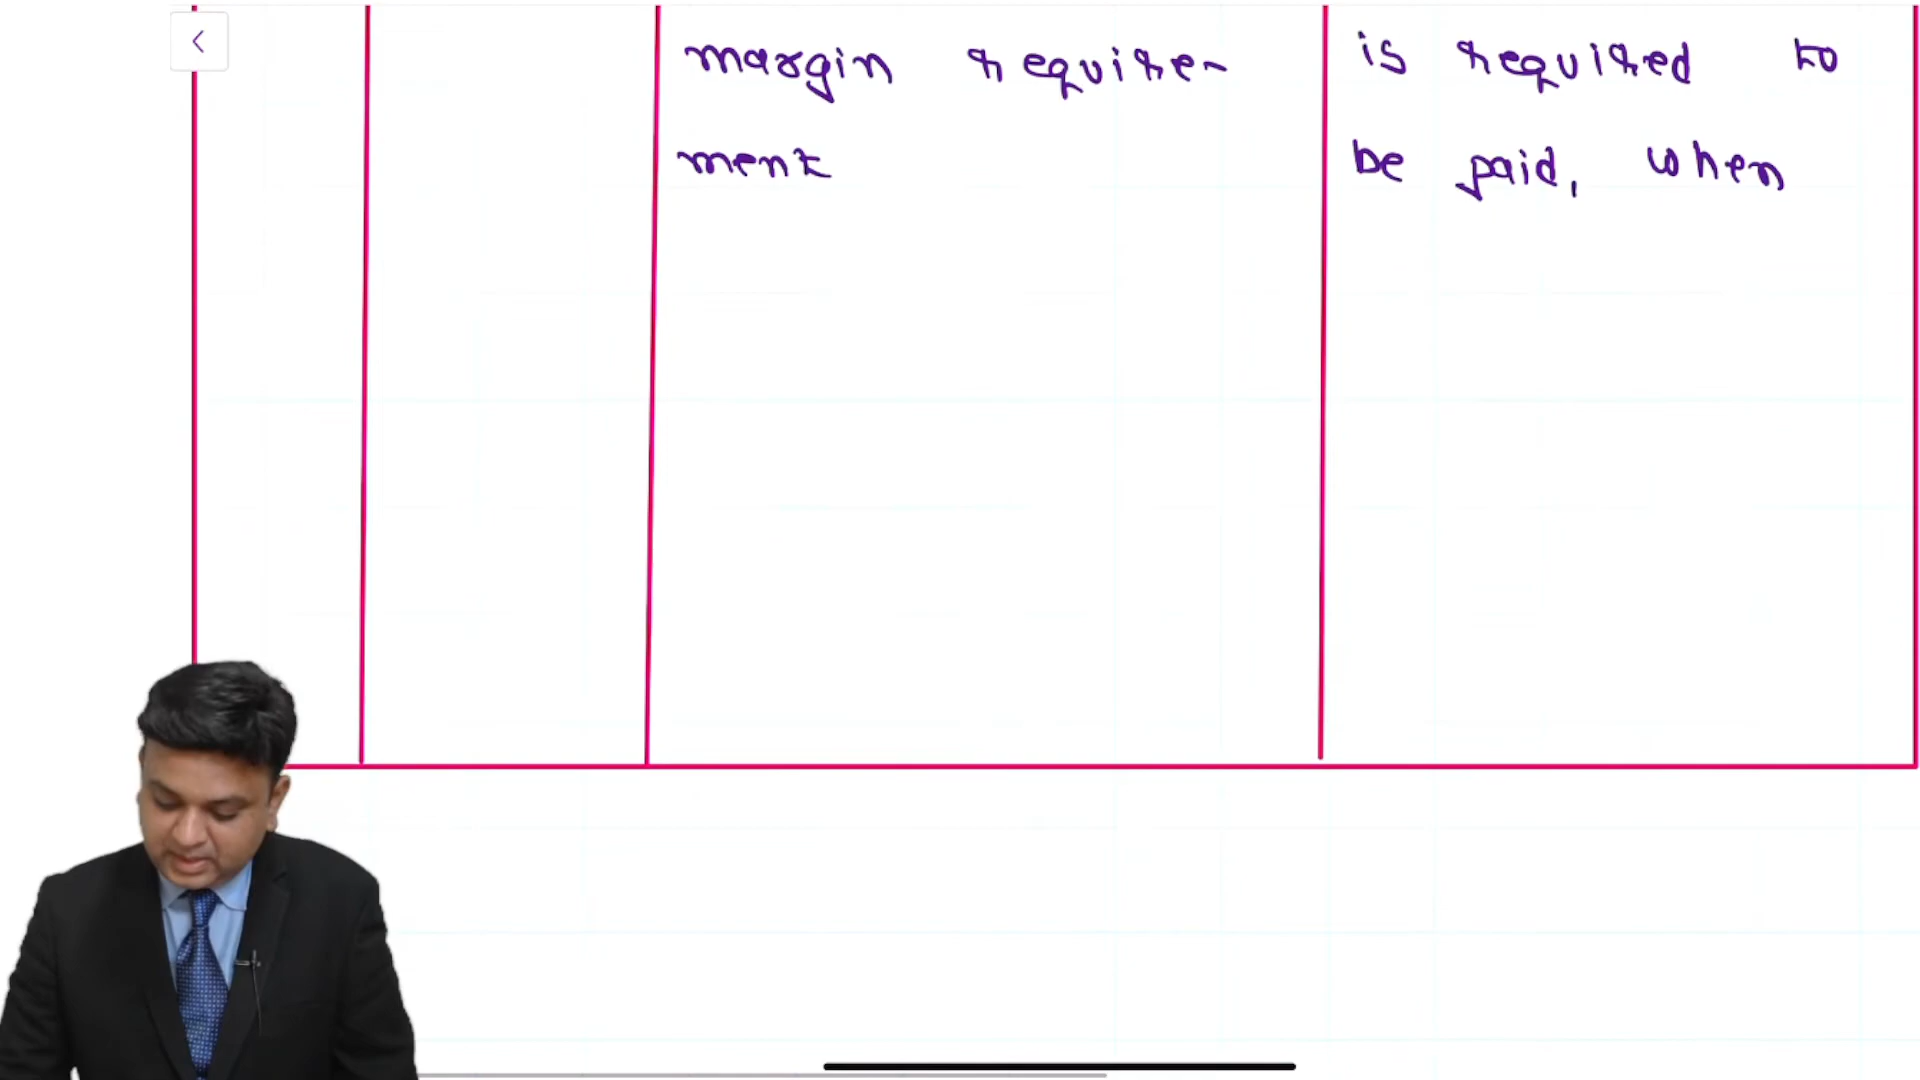 margin require-
ment
is required to
be paid, when